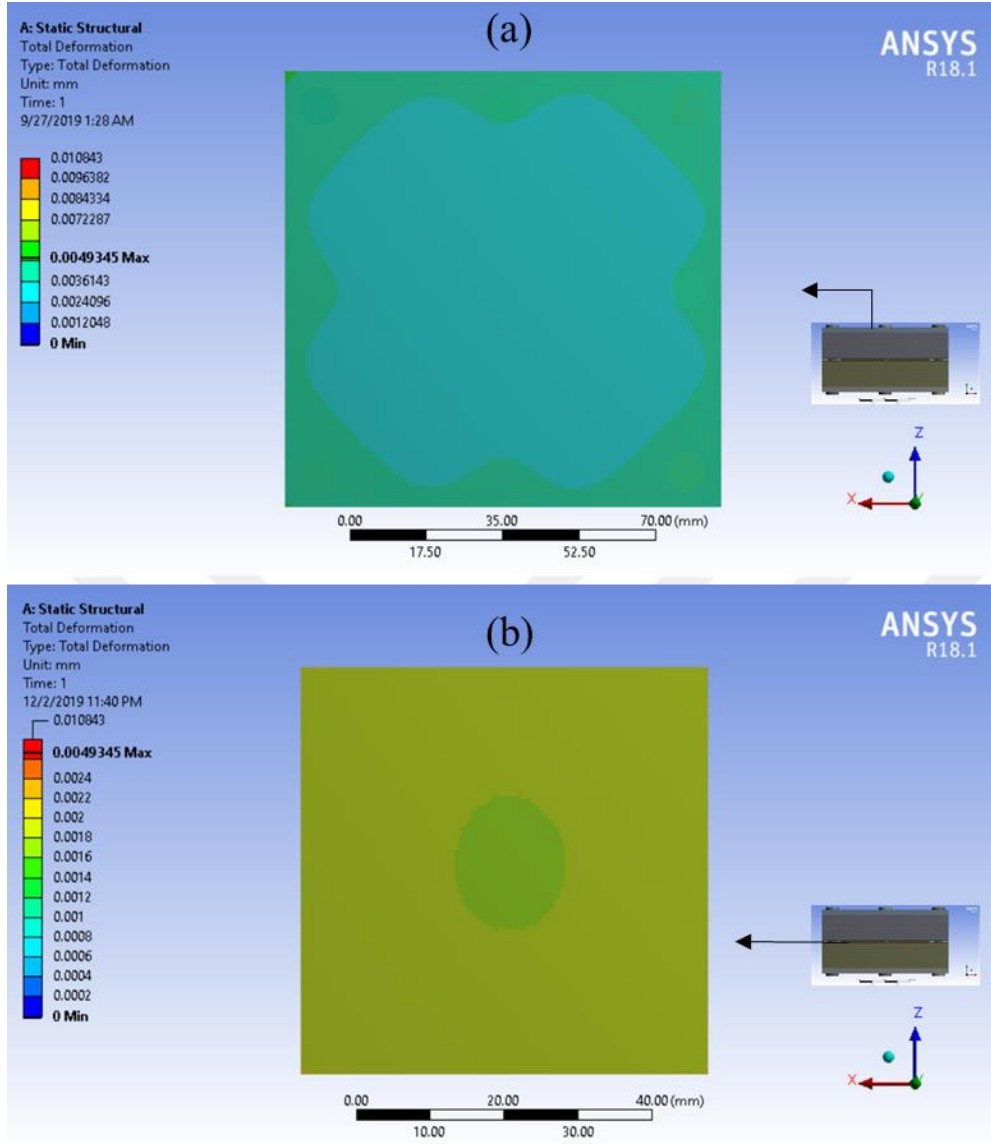 (a)
A: Static Structural
Total Deformation
Type: Total Deformation
Unit: mm
Time: 1
9/27/2019 1:28 AM
ANSYS
R18.1
0.010843
0.0096382
0.0084334
0.0072287
0.0049345 Max
0.0036143
0.0024096
0.0012048
0 Min
Z
X
0.00 35.00 70.00 (mm)
17.50 52.50
(b)
A: Static Structural
Total Deformation
Type: Total Deformation
Unit: mm
Time: 1
12/2/2019 11:40 PM
ANSYS
R18.1
0.010843
0.0049345 Max
0.0024
0.0022
0.002
0.0018
0.0016
0.0014
0.0012
0.001
0.0008
0.0006
0.0004
0.0002
0 Min
Z
X
0.00 20.00 40.00 (mm)
10.00 30.00